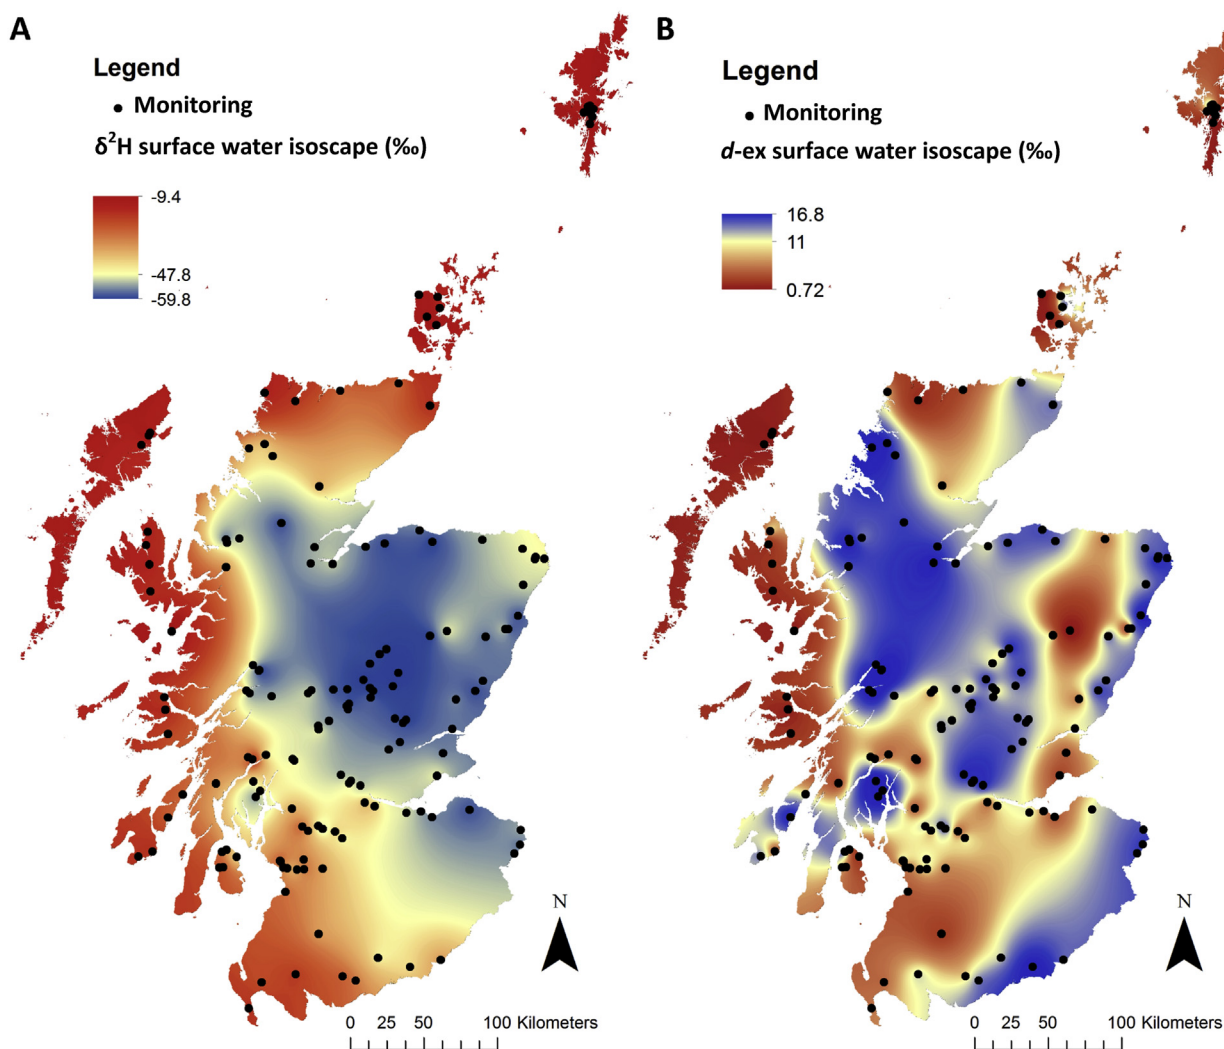 A
Legend
Monitoring
δ²H surface water isoscape (‰)
-9.4
-47.8
-59.8
N
0 25 50 100 Kilometers
B
Legend
Monitoring
d-ex surface water isoscape (‰)
16.8
11
0.72
N
0 25 50 100 Kilometers